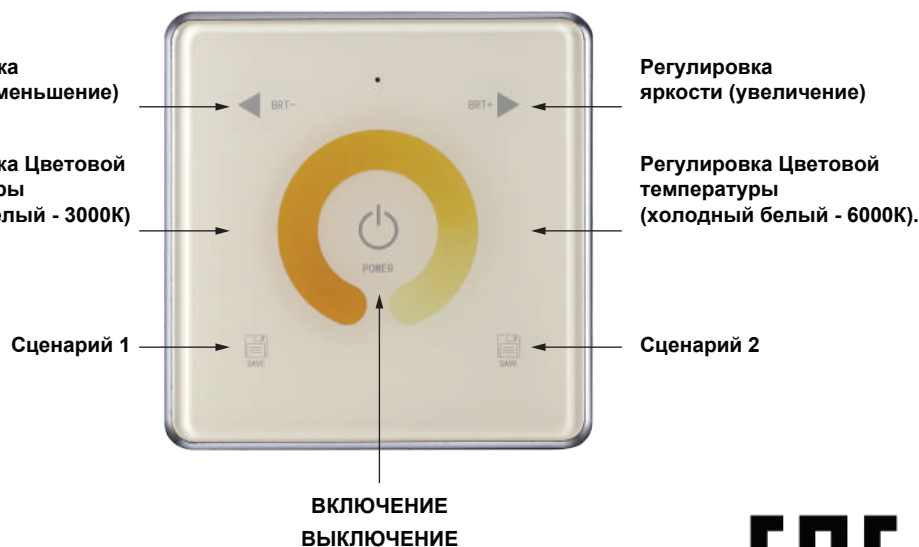 ка
меньшение)
Регулировка
яркости (увеличение)
BRT-
BRT+
ка Цветовой
ры
елый - 3000К)
Регулировка Цветовой
температуры
(холодный белый - 6000К).
POWER
Сценарий 1
SAVE
SAVE
Сценарий 2
ВКЛЮЧЕНИЕ
ВЫКЛЮЧЕНИЕ